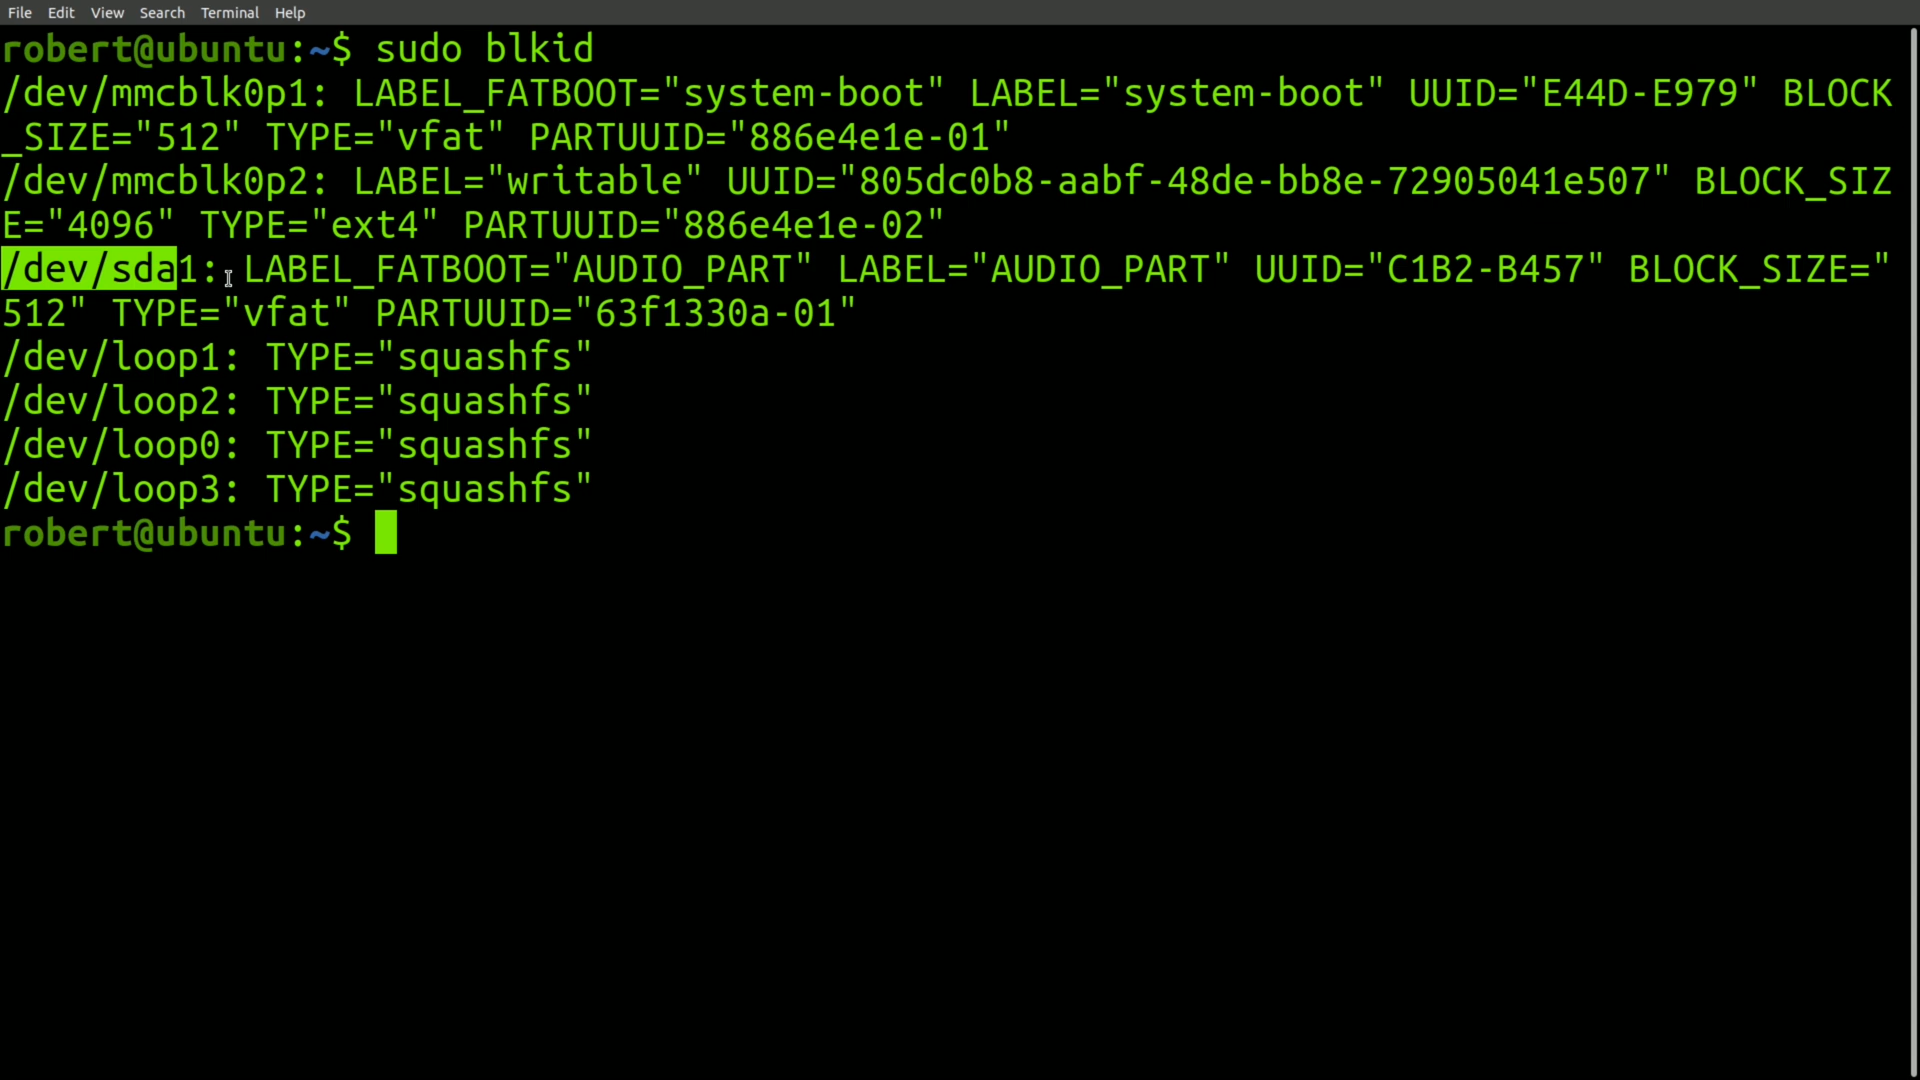 File Edit View Search Terminal Help
robert@ubuntu:~$ sudo blkid
/dev/mmcblk0p1: LABEL_FATBOOT="system-boot" LABEL="system-boot" UUID="E44D-E979" BLOCK
_SIZE="512" TYPE="vfat" PARTUUID="886e4e1e-01"
/dev/mmcblk0p2: LABEL="writable" UUID="805dc0b8-aabf-48de-bb8e-72905041e507" BLOCK_SIZ
E="4096" TYPE="ext4" PARTUUID="886e4e1e-02"
/dev/sda1: LABEL_FATBOOT="AUDIO_PART" LABEL="AUDIO_PART" UUID="C1B2-B457" BLOCK_SIZE="
512" TYPE="vfat" PARTUUID="63f1330a-01"
/dev/loop1: TYPE="squashfs"
/dev/loop2: TYPE="squashfs"
/dev/loop0: TYPE="squashfs"
/dev/loop3: TYPE="squashfs"
robert@ubuntu:~$